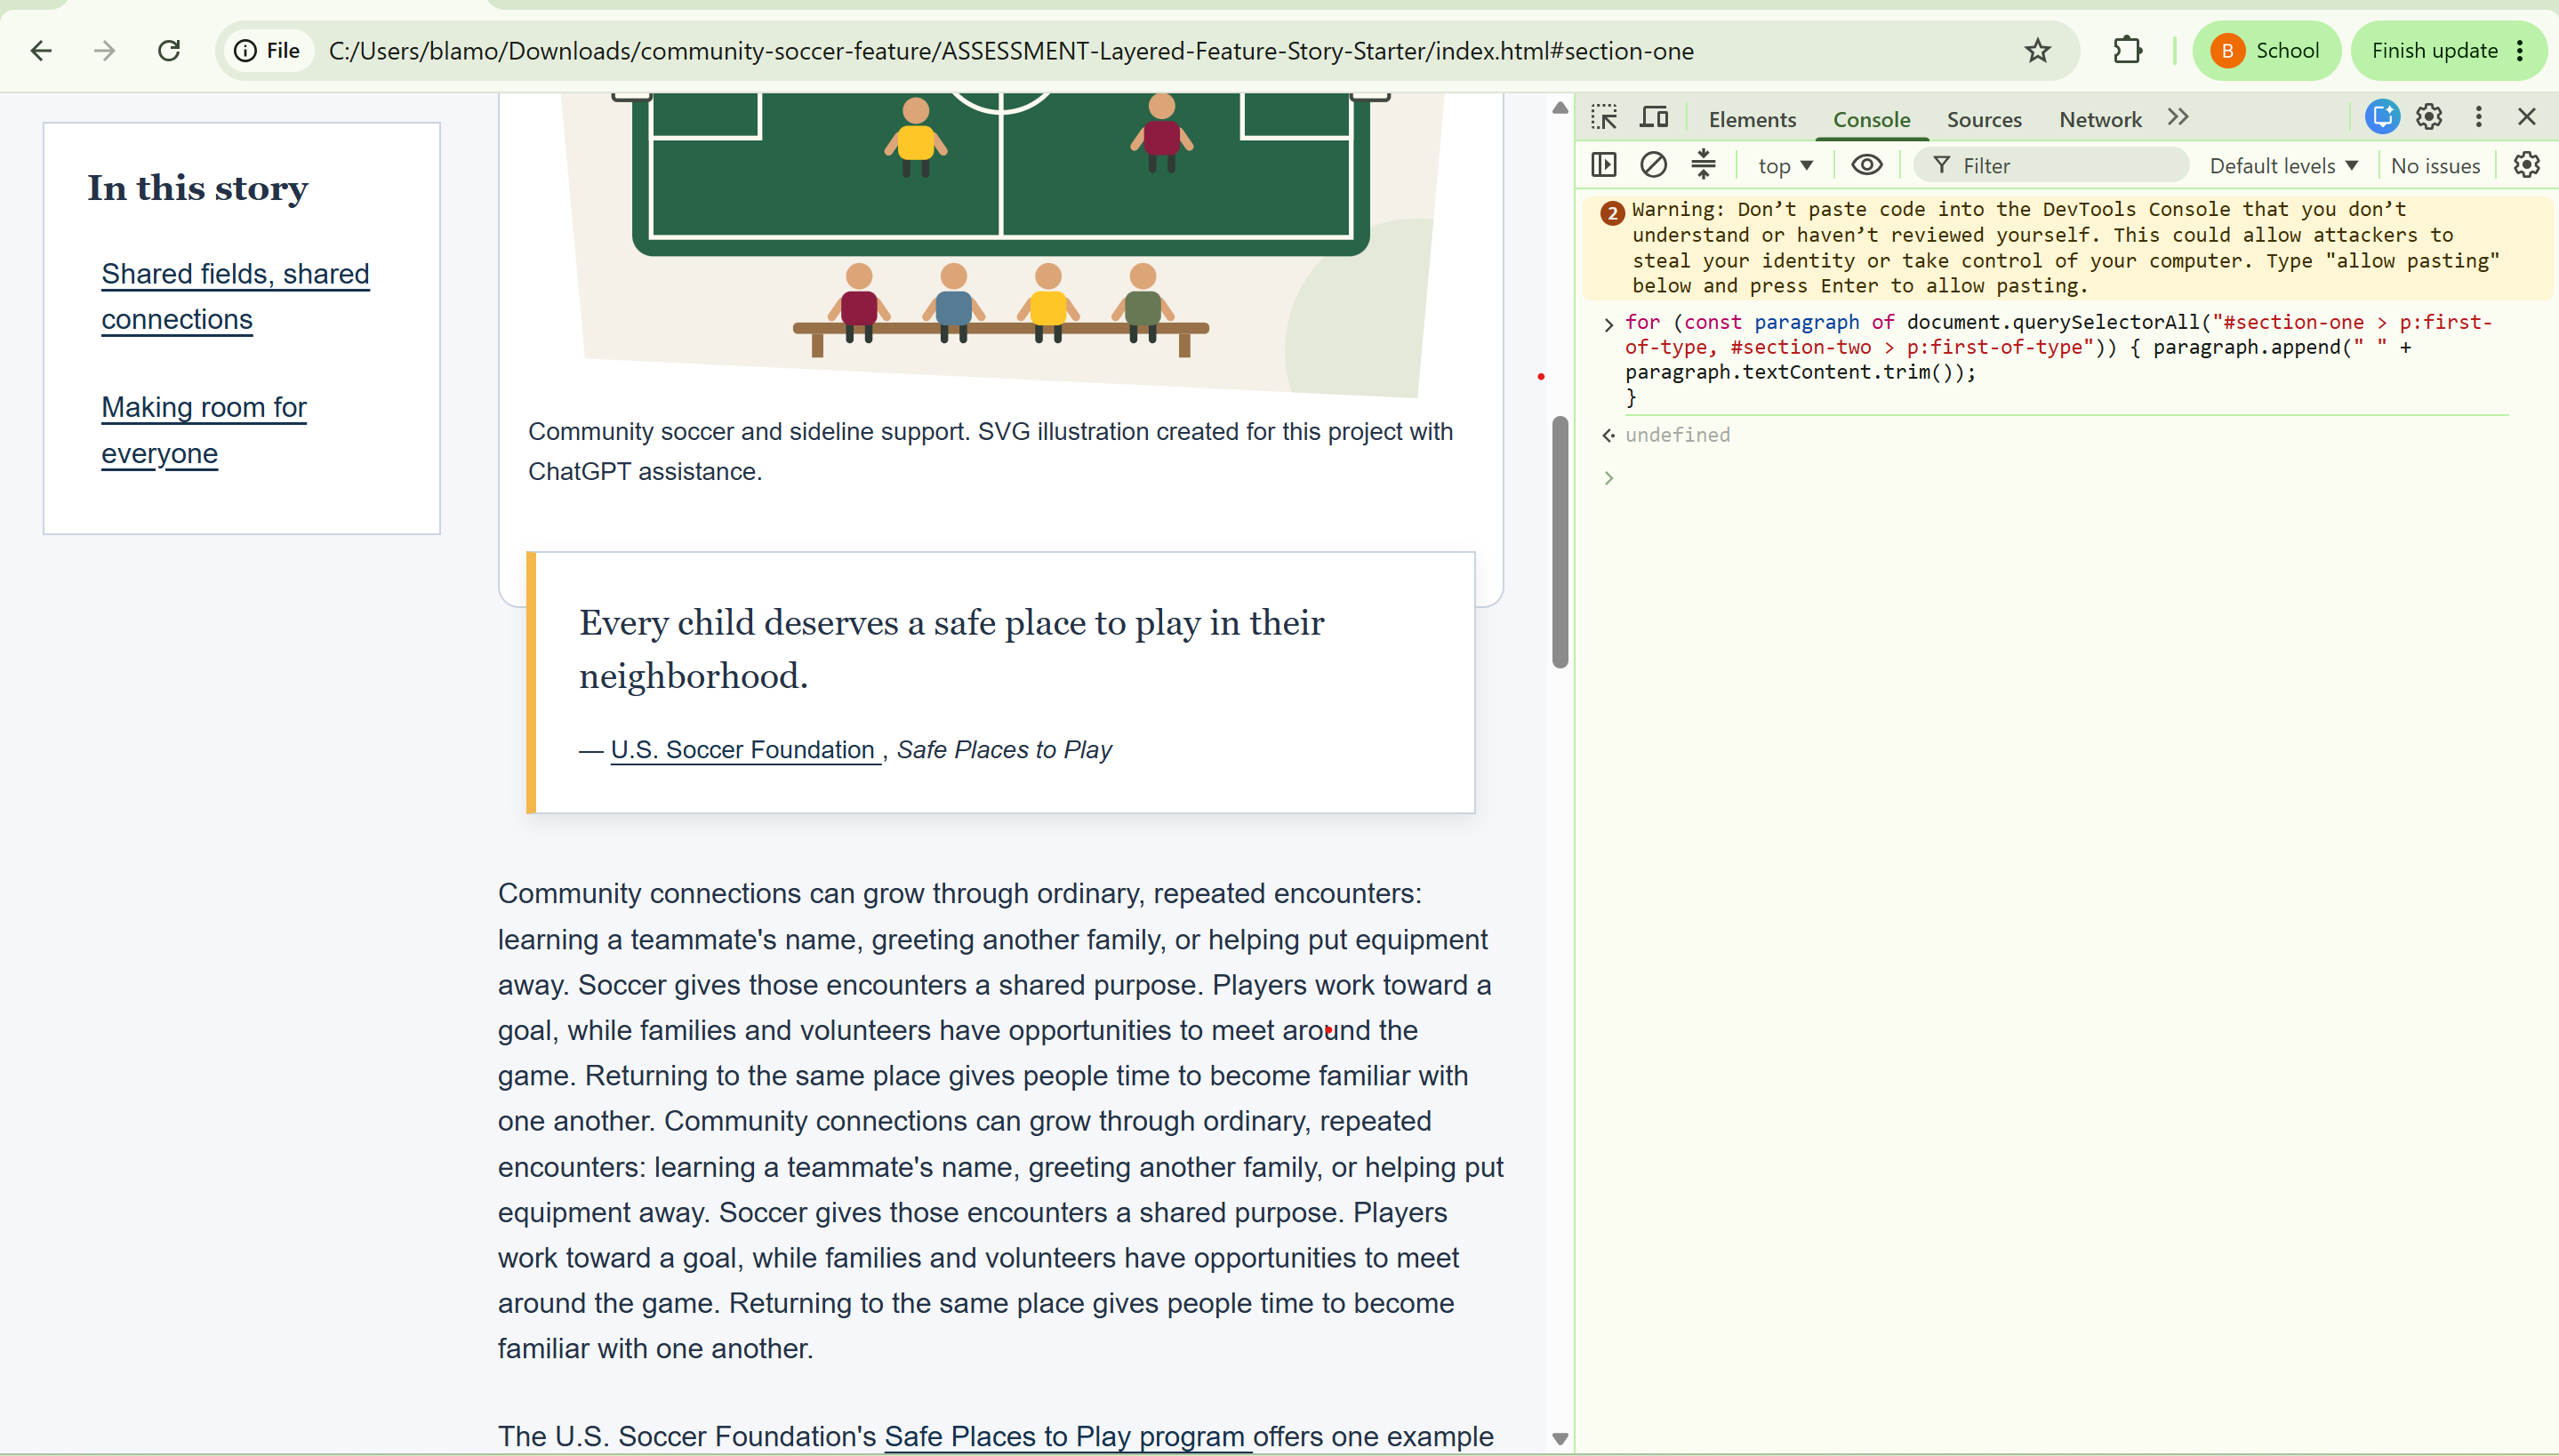 File C:/Users/blamo/Downloads/community-soccer-feature/ASSESSMENT-Layered-Feature-Story-Starter/index.html#section-one B School Finish update
In this story
Shared fields, shared
connections
Making room for
everyone
Community soccer and sideline support. SVG illustration created for this project with
ChatGPT assistance.
Every child deserves a safe place to play in their
neighborhood.
— U.S. Soccer Foundation , Safe Places to Play
Community connections can grow through ordinary, repeated encounters:
learning a teammate's name, greeting another family, or helping put equipment
away. Soccer gives those encounters a shared purpose. Players work toward a
goal, while families and volunteers have opportunities to meet around the
game. Returning to the same place gives people time to become familiar with
one another. Community connections can grow through ordinary, repeated
encounters: learning a teammate's name, greeting another family, or helping put
equipment away. Soccer gives those encounters a shared purpose. Players
work toward a goal, while families and volunteers have opportunities to meet
around the game. Returning to the same place gives people time to become
familiar with one another.
The U.S. Soccer Foundation's Safe Places to Play program offers one example
Elements Console Sources Network
top Filter Default levels No issues
2 Warning: Don’t paste code into the DevTools Console that you don’t
understand or haven’t reviewed yourself. This could allow attackers to
steal your identity or take control of your computer. Type "allow pasting"
below and press Enter to allow pasting.
for (const paragraph of document.querySelectorAll("#section-one > p:first-
of-type, #section-two > p:first-of-type")) { paragraph.append(" " +
paragraph.textContent.trim());
}
undefined